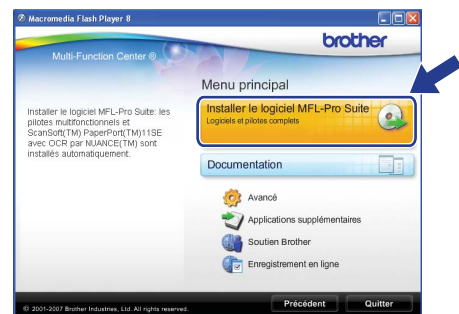 Macromedia Flash Player 8
brother
Multi-Function Center ®
Menu principal
Installer le logiciel MFL-Pro Suite: les
pilotes multifonctionnels et
ScanSoft(TM) PaperPort(TM)11SE
avec OCR par NUANCE(TM) sont
installés automatiquement.
Installer le logiciel MFL-Pro Suite
Logiciels et pilotes complets
Documentation
Avancé
Applications supplémentaires
Soutien Brother
Enregistrement en ligne
© 2001-2007 Brother Industries, Ltd. All rights reserved.
Précédent
Quitter